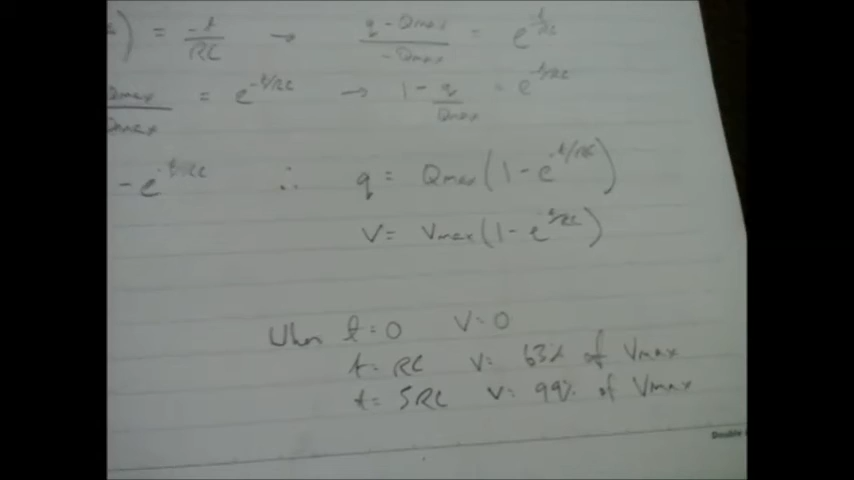 ) = -t/RC → q - Qmax/-Qmax = e^-t/RC
Qmax/Qmax = e^-t/RC → 1 - q/Qmax = e^-t/RC
- e^-t/RC ∴ q = Qmax(1 - e^-t/RC)
V = Vmax(1 - e^-t/RC)
When t = 0 V = 0
t = RC V = 63% of Vmax
t = 5RC V = 99% of Vmax
Double